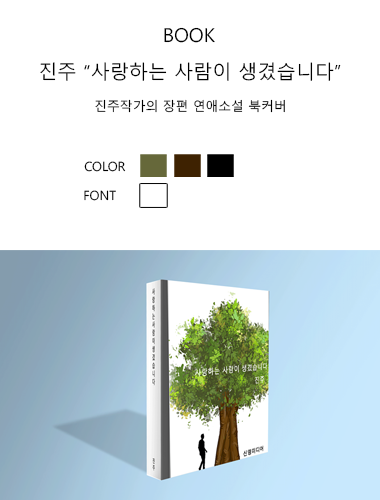 BOOK
진주 “사랑하는 사람이 생겼습니다”
진주작가의 장편 연애소설 북커버
COLOR
FONT
사랑하는사람이생겼습니다
진주
사랑하는 사람이 생겼습니다
진주
신물미디어